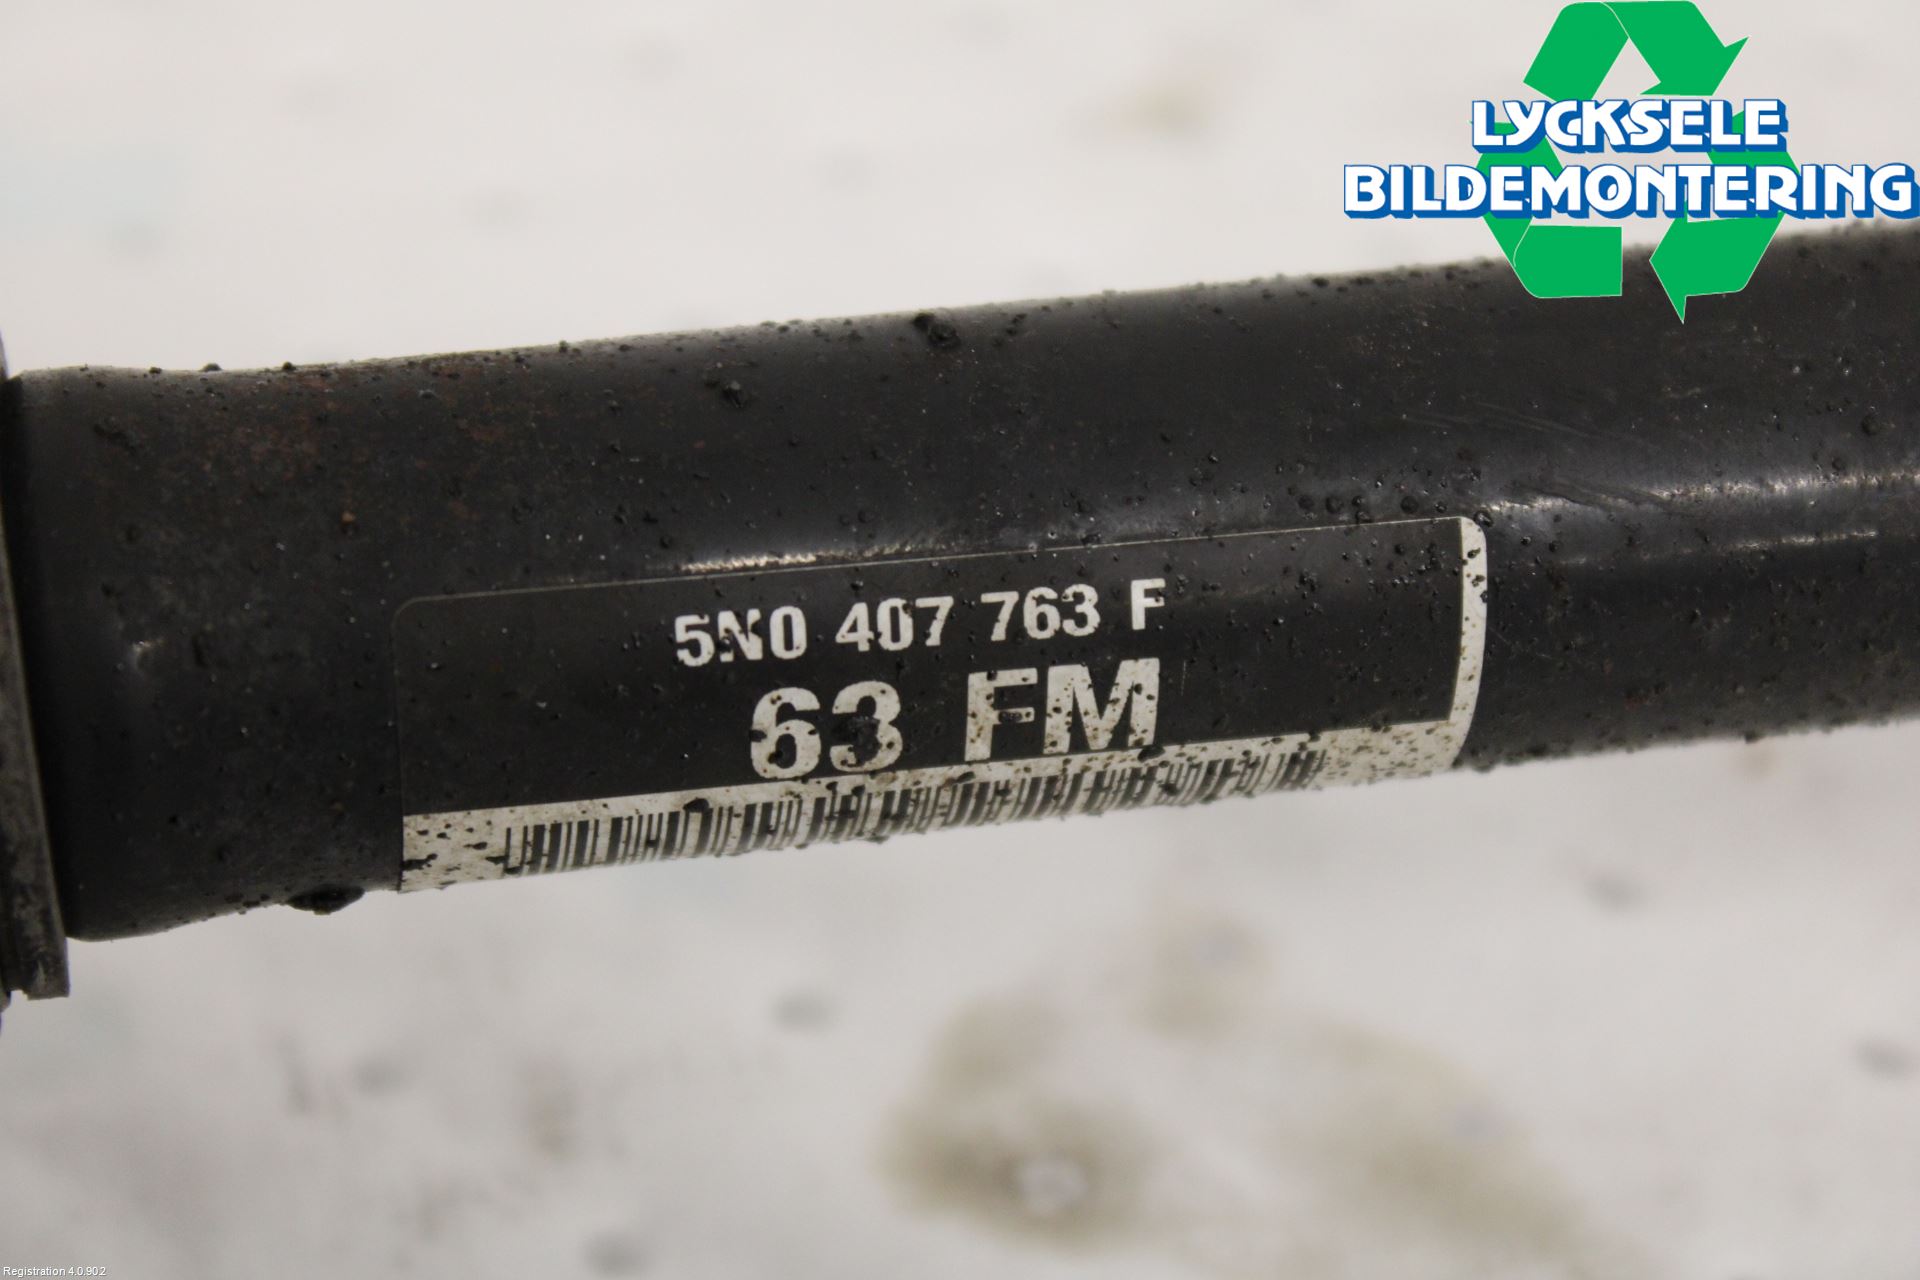 LYCKSELE
BILDEMONTERING
5N0 407 763 F
63 FM
Registration 4.0.902